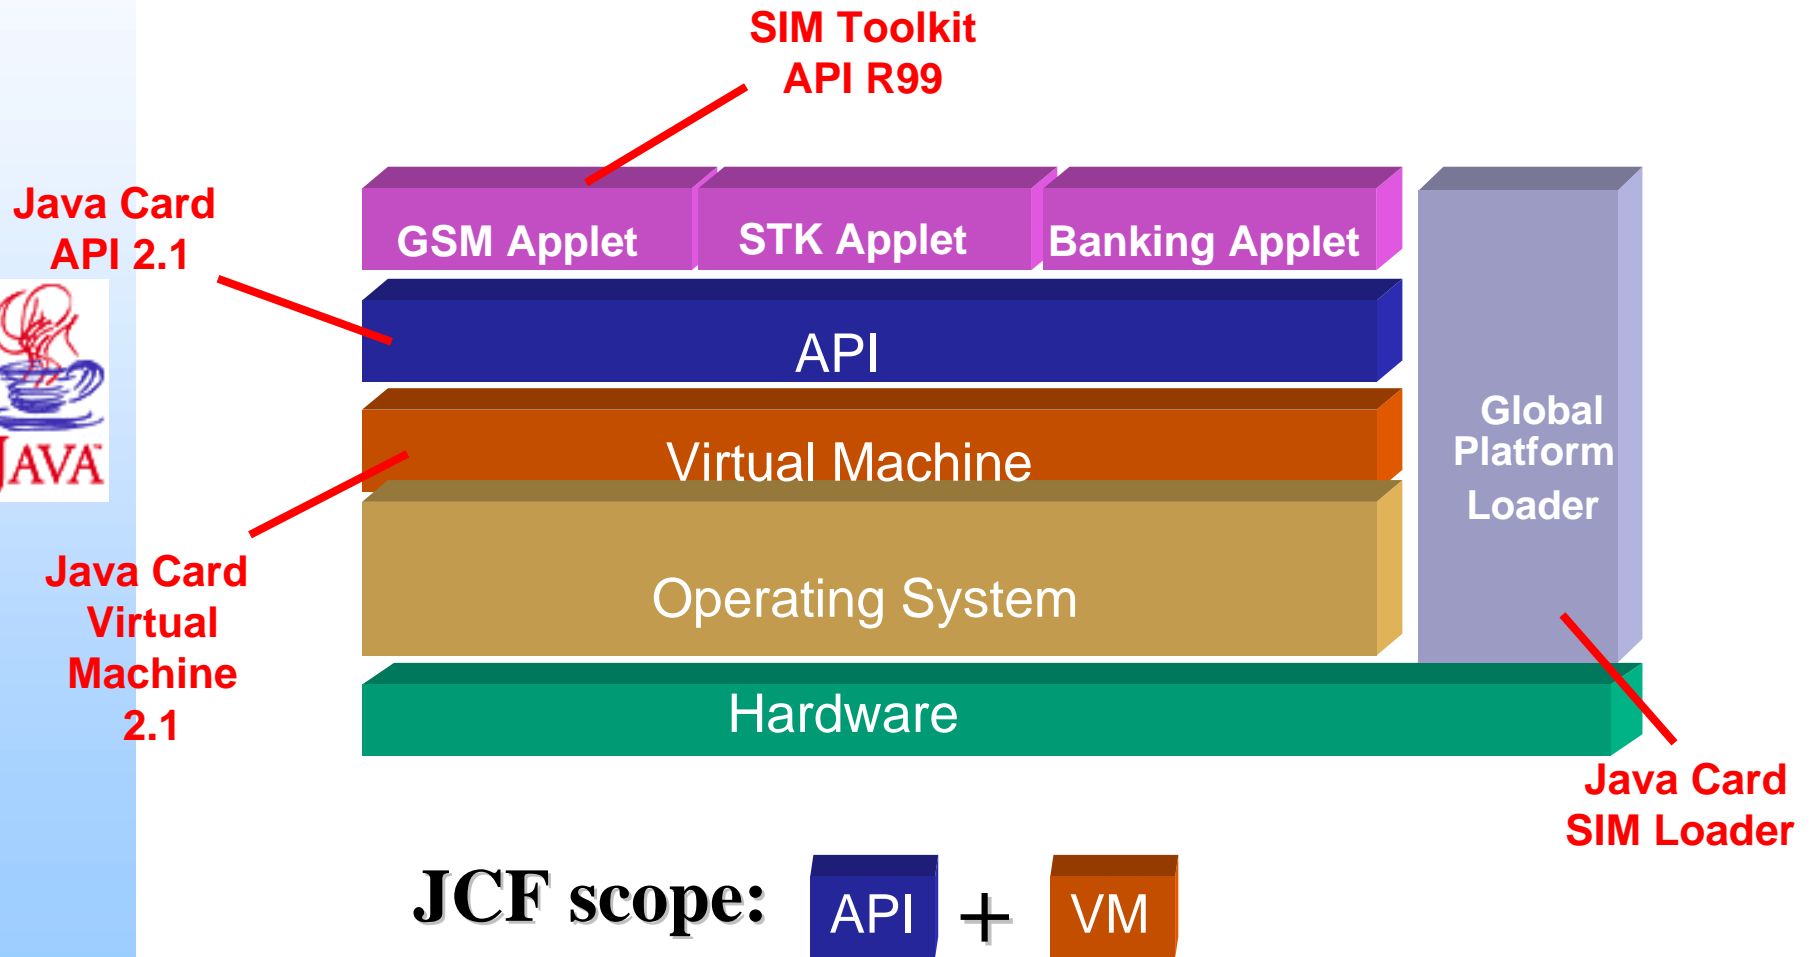 SIM Toolkit
API R99
Java Card
API 2.1
GSM Applet
STK Applet
Banking Applet
API
JAVA
Virtual Machine
Global
Platform
Loader
Operating System
Java Card
Virtual
Machine
2.1
Hardware
Java Card
SIM Loader
JCF scope:
API
+
VM